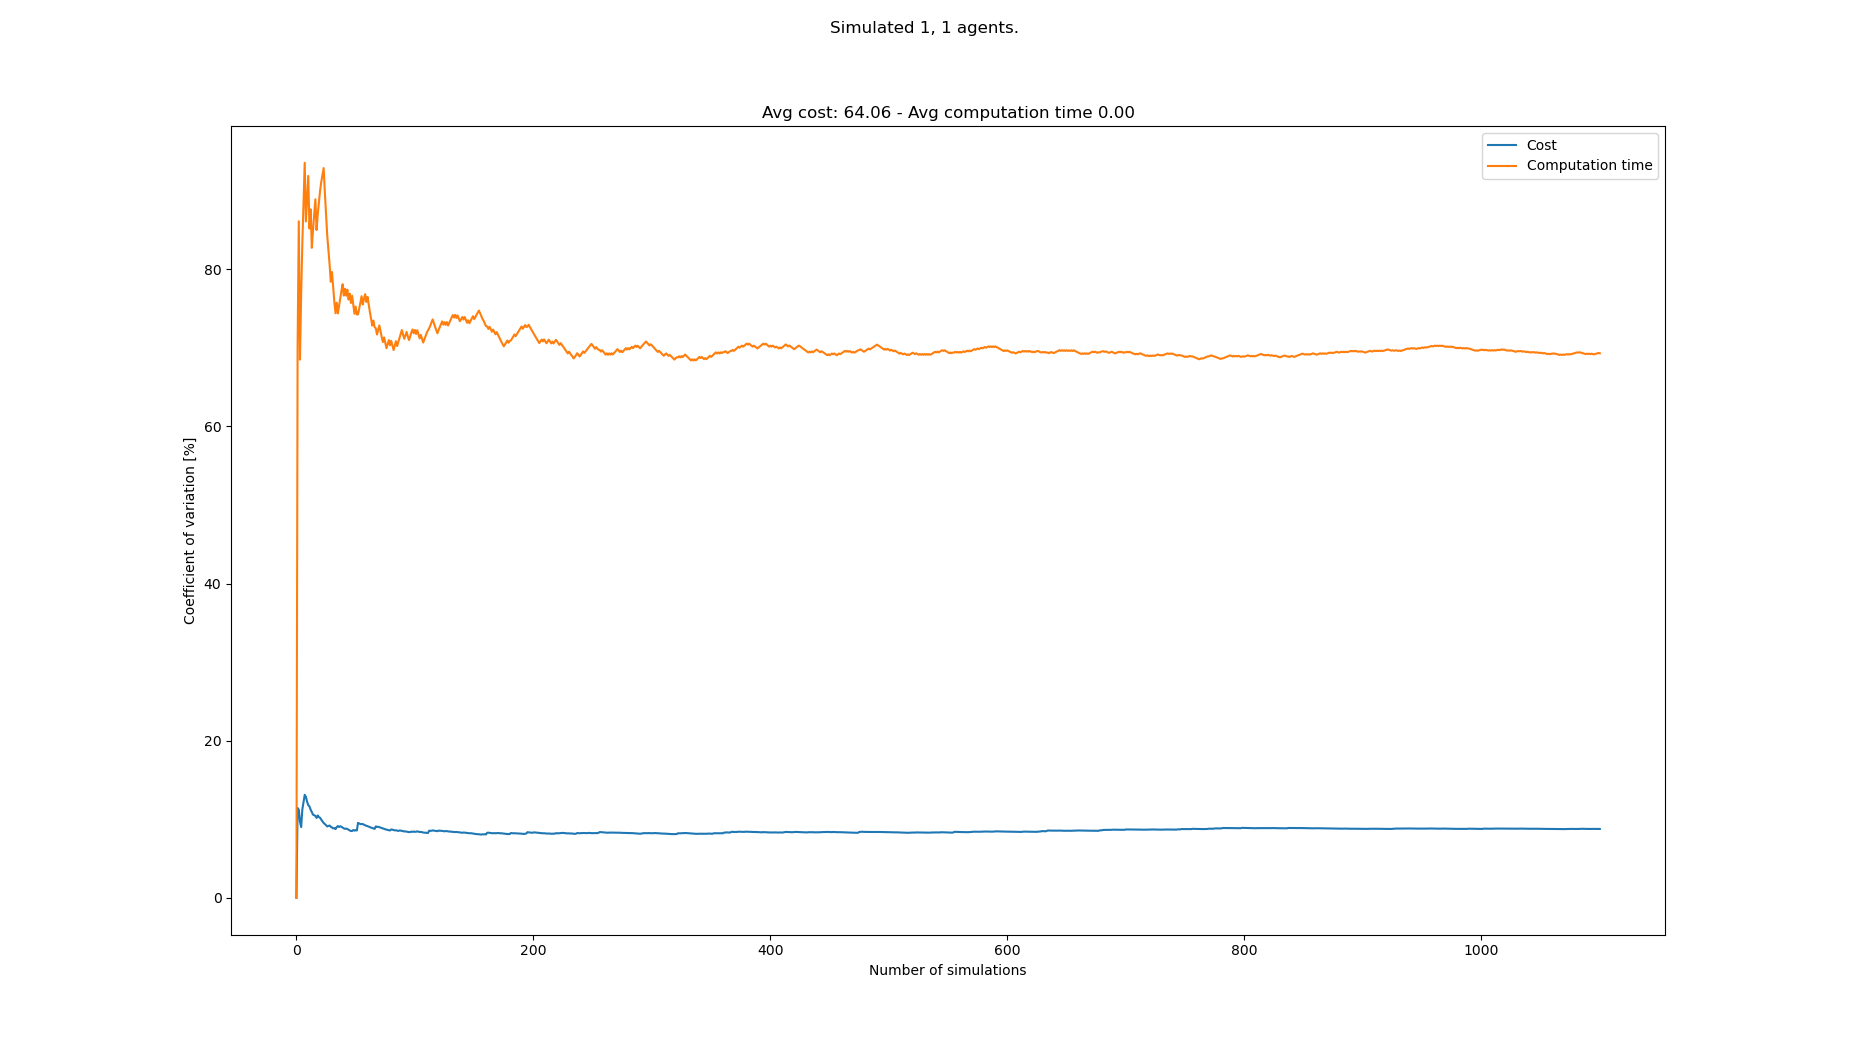 Simulated 1, 1 agents.
Avg cost: 64.06 - Avg computation time 0.00
Cost
Computation time
Coefficient of variation [%]
80
60
40
20
0
0 200 400 600 800 1000
Number of simulations